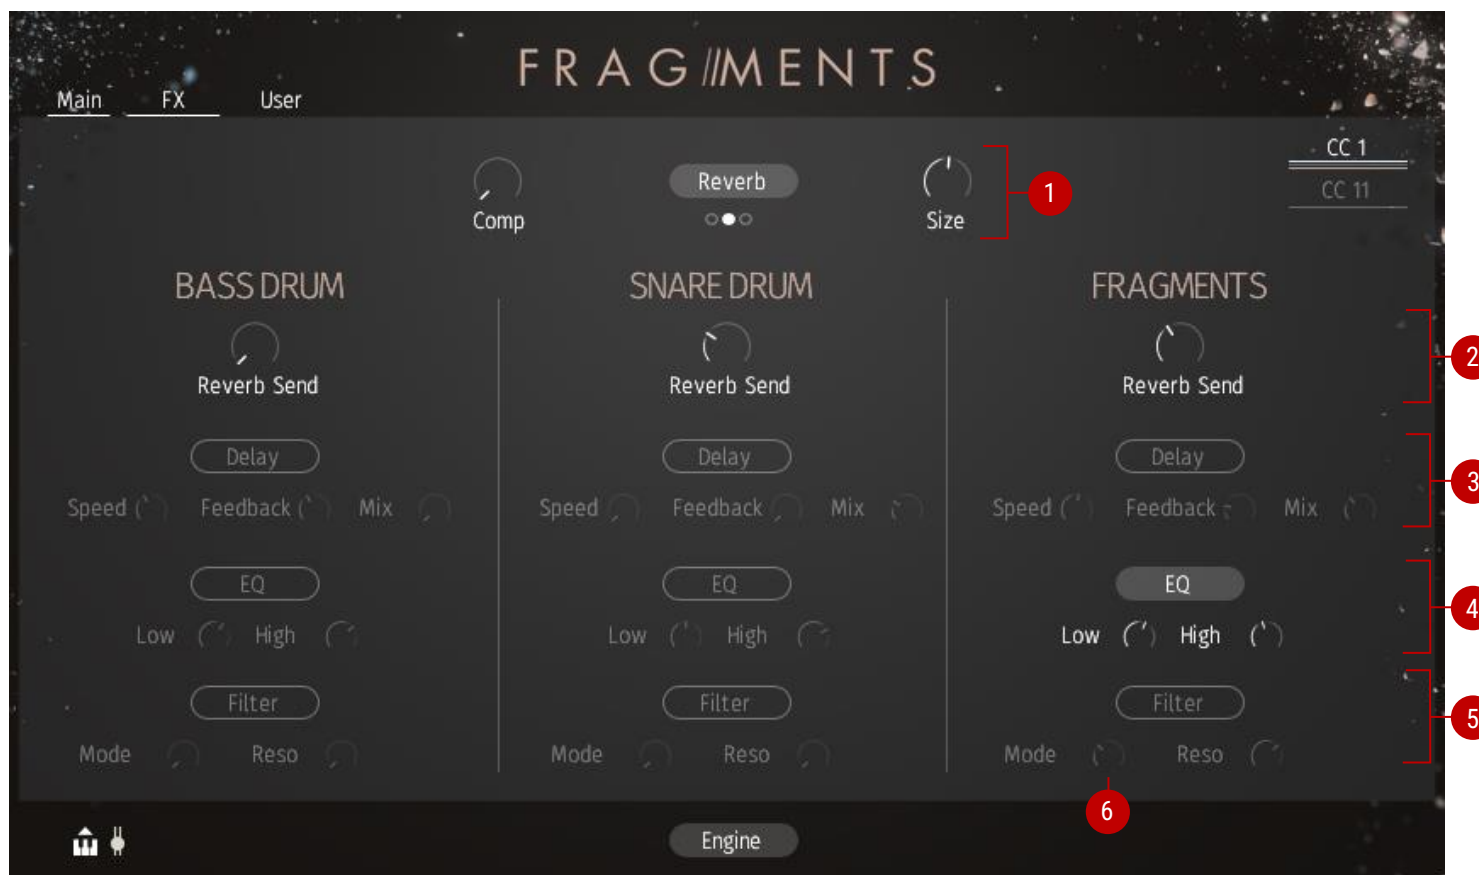 FRAG//MENTS
Main FX User
CC 1
Reverb
1
CC 11
Comp Size
BASS DRUM SNARE DRUM FRAGMENTS
2
Reverb Send Reverb Send Reverb Send
Delay Delay Delay
3
Speed Feedback Mix Speed Feedback Mix Speed Feedback Mix
EQ EQ EQ
4
Low High Low High Low High
Filter Filter Filter
5
Mode Reso Mode Reso Mode Reso
6
Engine